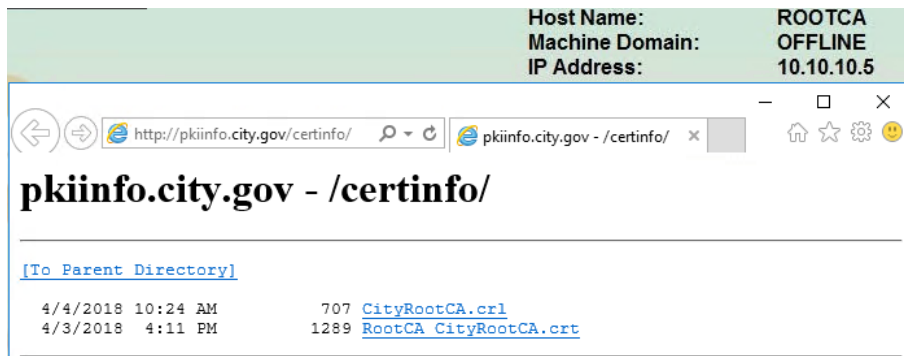 Host Name: ROOTCA
Machine Domain: OFFLINE
IP Address: 10.10.10.5
http://pkiinfo.city.gov/certinfo/ pkiinfo.city.gov - /certinfo/
pkiinfo.city.gov - /certinfo/
[To Parent Directory]
4/4/2018 10:24 AM 707 CityRootCA.crl
4/3/2018 4:11 PM 1289 RootCA CityRootCA.crt